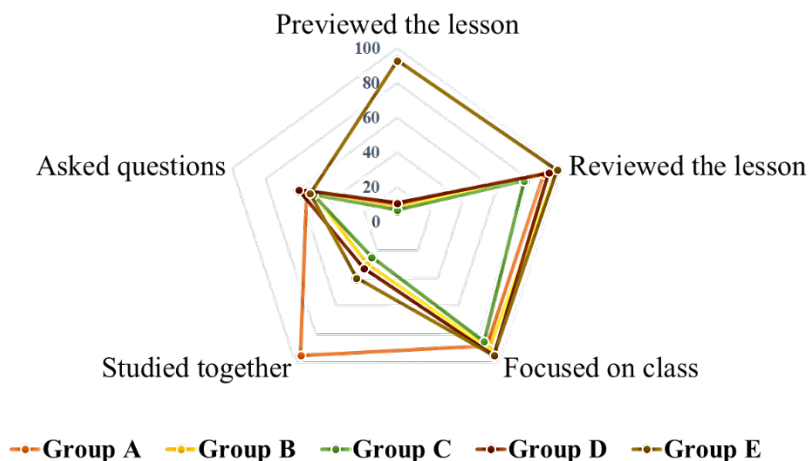 Previewed the lesson
100
80
60
40
20
0
Asked questions
Reviewed the lesson
Studied together
Focused on class
Group A Group B Group C Group D Group E